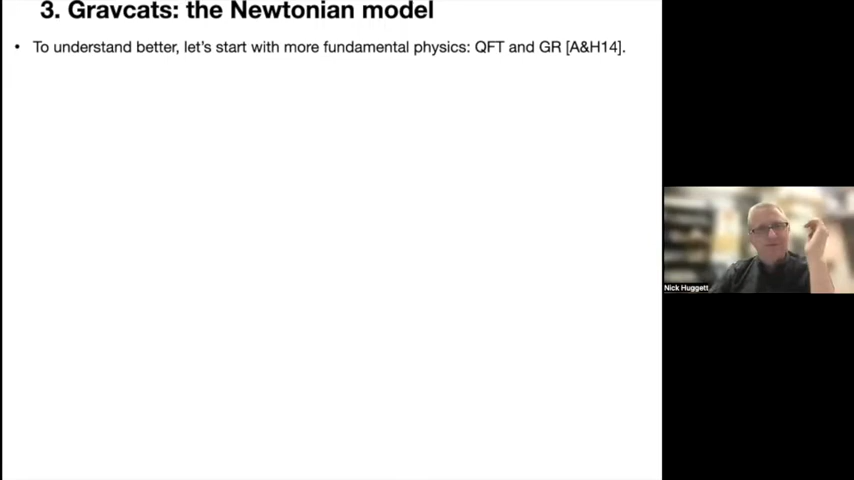 3. Gravcats: the Newtonian model
• To understand better, let's start with more fundamental physics: QFT and GR [A&H14].
Nick Huggett